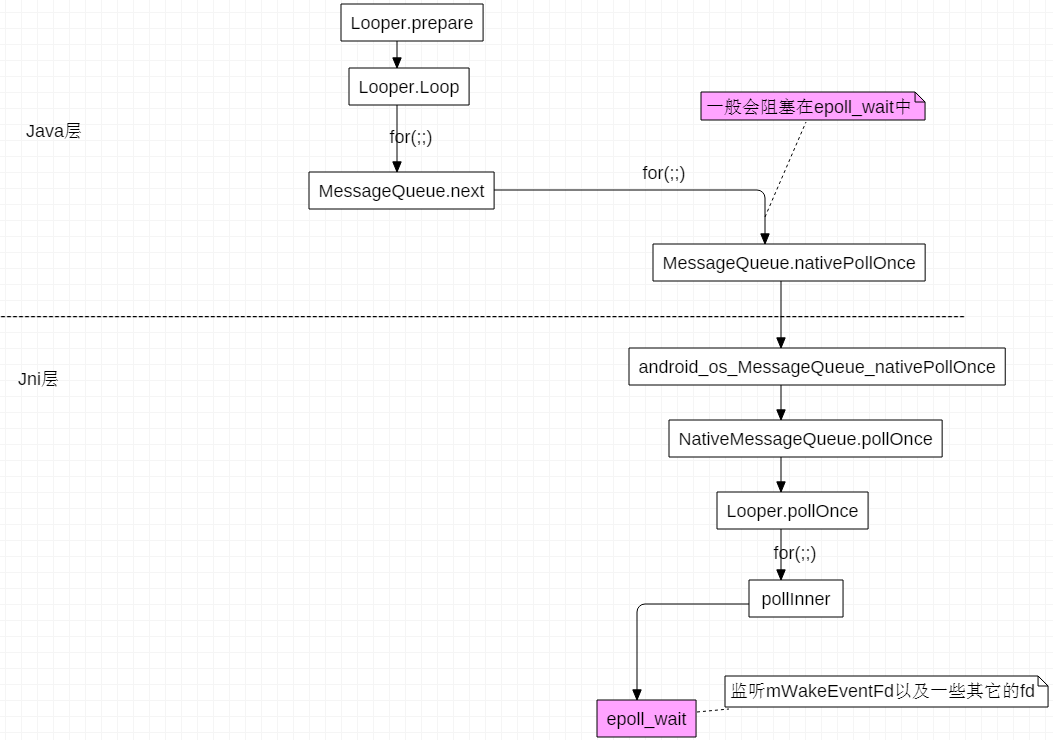 Looper.prepare
Looper.Loop
一般会阻塞在epoll_wait中
Java层
for(;;)
for(;;)
MessageQueue.next
MessageQueue.nativePollOnce
Jni层
android_os_MessageQueue_nativePollOnce
NativeMessageQueue.pollOnce
Looper.pollOnce
for(;;)
pollInner
监听mWakeEventFd以及一些其它的fd
epoll_wait